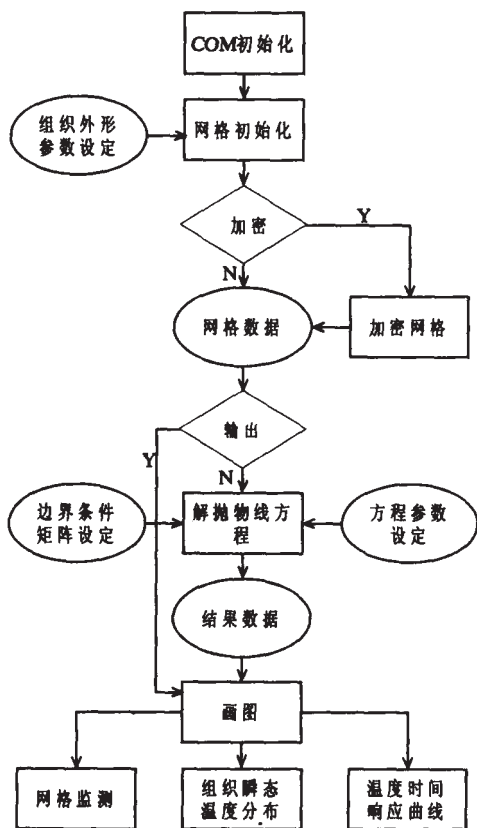 COM初始化
组织外形
参数设定
网格初始化
加密
Y
N
网格数据
加密网格
输出
Y
N
边界条件
矩阵设定
解抛物线方
程
方程参数
设定
结果数据
画图
网格监测
组织瞬态
温度分布
温度时间
响应曲线